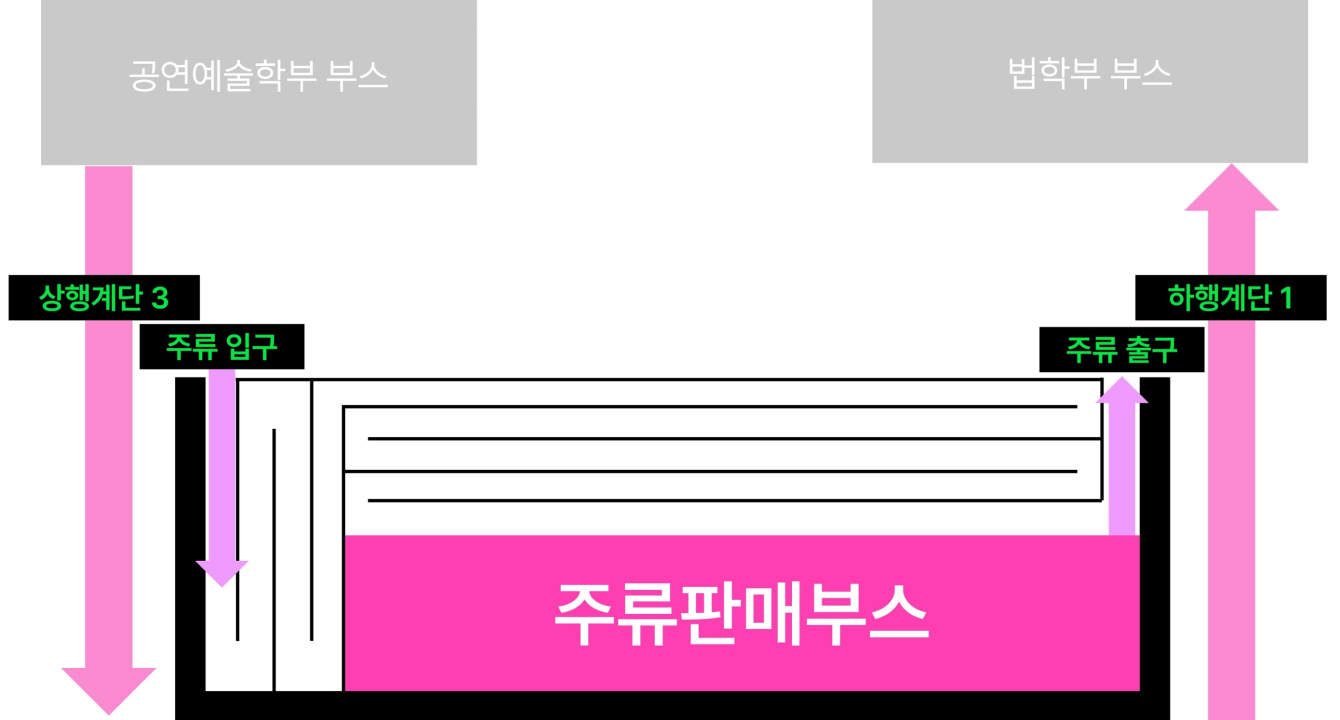 공연예술학부 부스
법학부 부스
상행계단 3
하행계단 1
주류 입구
주류 출구
주류판매부스